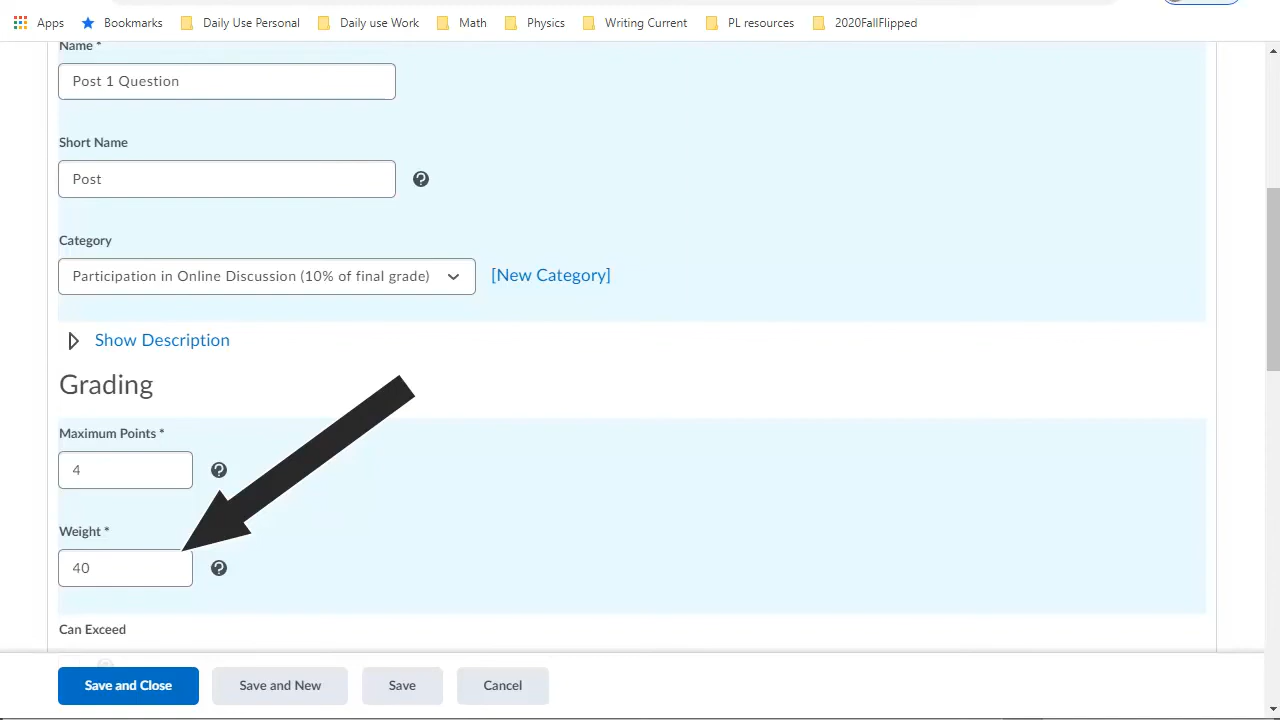 Apps Bookmarks Daily Use Personal Daily use Work Math Physics Writing Current PL resources 2020FallFlipped
Name *
Post 1 Question
Short Name
Post
Category
Participation in Online Discussion (10% of final grade) [New Category]
Show Description
Grading
Maximum Points *
4
Weight *
40
Can Exceed
Save and Close Save and New Save Cancel